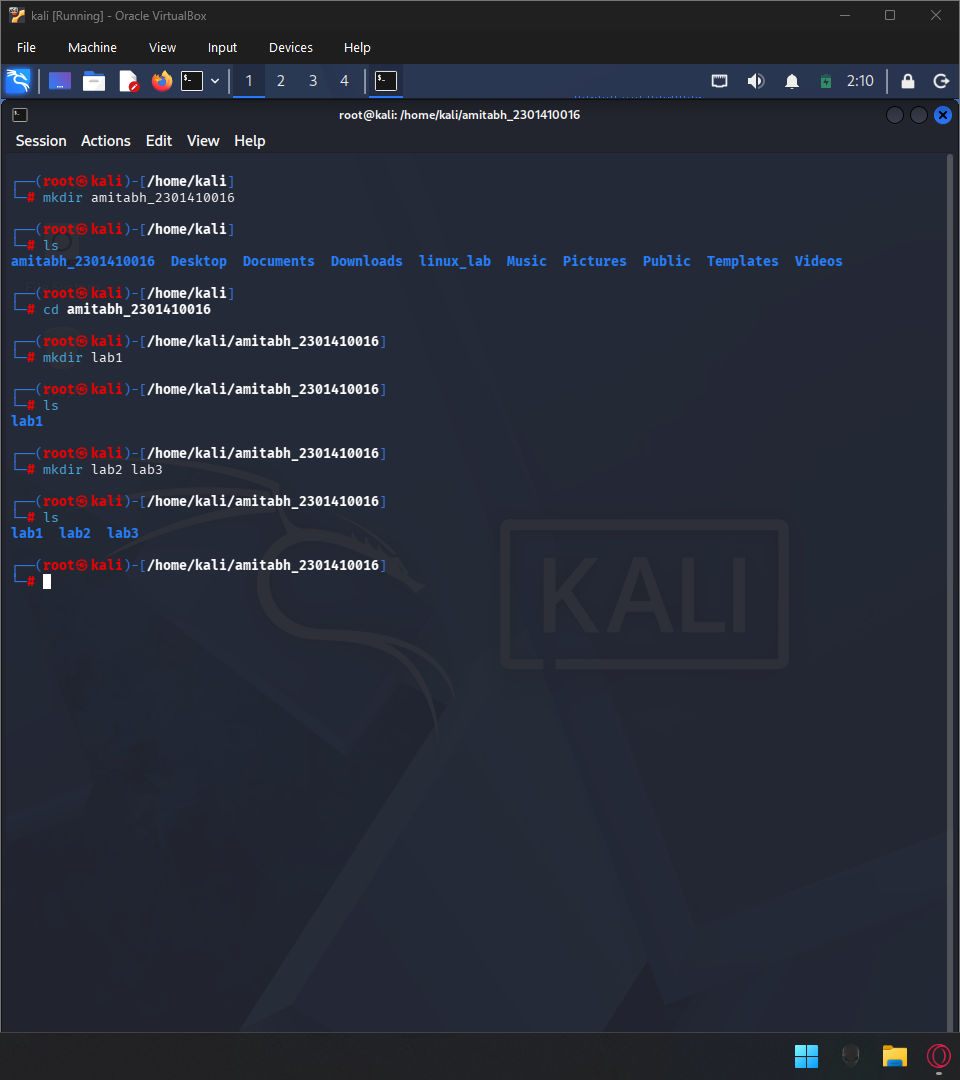 kali [Running] - Oracle VirtualBox
File Machine View Input Devices Help
1 2 3 4 2:10
root@kali: /home/kali/amitabh_2301410016
Session Actions Edit View Help
┌──(root㉿kali)-[/home/kali]
└─# mkdir amitabh_2301410016
┌──(root㉿kali)-[/home/kali]
└─# ls
amitabh_2301410016 Desktop Documents Downloads linux_lab Music Pictures Public Templates Videos
┌──(root㉿kali)-[/home/kali]
└─# cd amitabh_2301410016
┌──(root㉿kali)-[/home/kali/amitabh_2301410016]
└─# mkdir lab1
┌──(root㉿kali)-[/home/kali/amitabh_2301410016]
└─# ls
lab1
┌──(root㉿kali)-[/home/kali/amitabh_2301410016]
└─# mkdir lab2 lab3
┌──(root㉿kali)-[/home/kali/amitabh_2301410016]
└─# ls
lab1 lab2 lab3
┌──(root㉿kali)-[/home/kali/amitabh_2301410016]
└─#
KALI